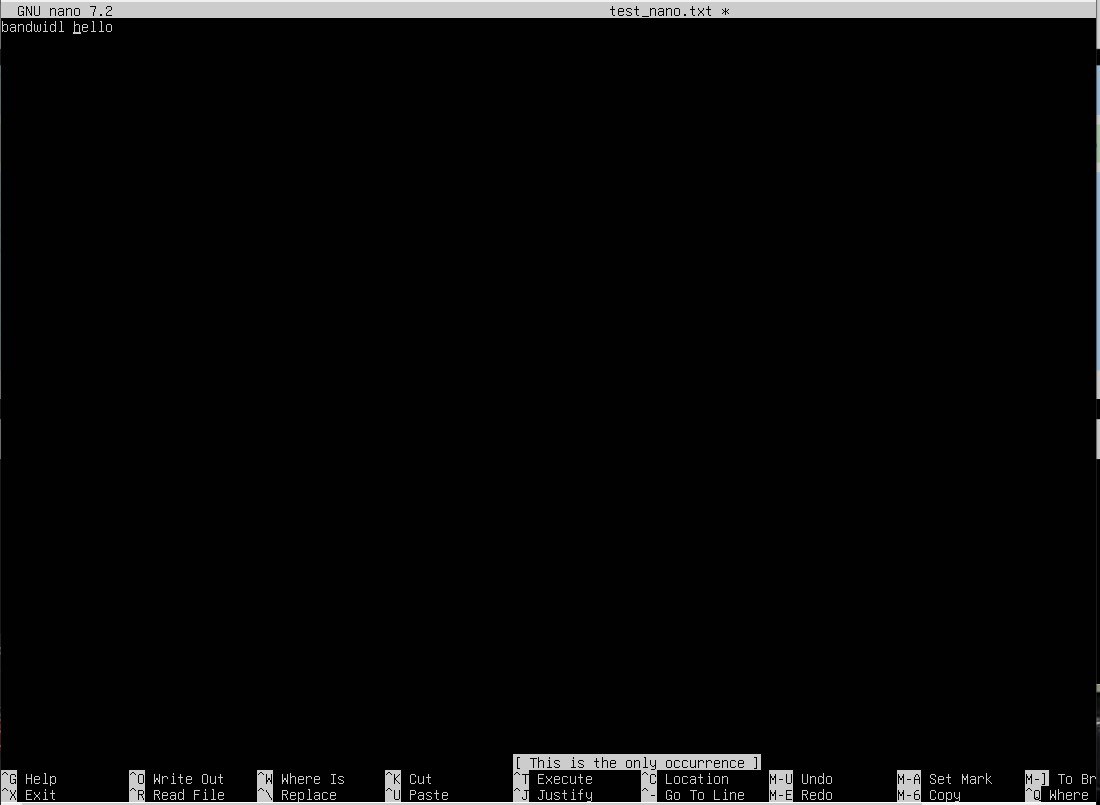 GNU nano 7.2 test_nano.txt *
bandwidl hello
[ This is the only occurrence ]
^G Help ^O Write Out ^W Where Is ^K Cut ^T Execute ^C Location M-U Undo M-A Set Mark M-] To Br
^X Exit ^R Read File ^\ Replace ^U Paste ^J Justify ^- Go To Line M-E Redo M-6 Copy ^Q Where